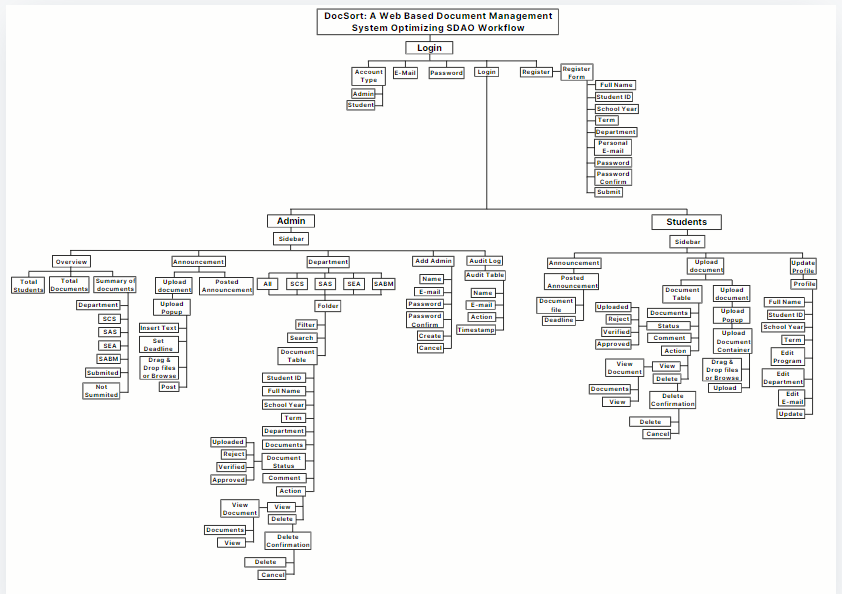 DocSort: A Web Based Document Management
System Optimizing SDAO Workflow
Login
Account
Type
E-Mail
Password
Login
Register
Register
Form
Admin
Student
Full Name
Student ID
School Year
Term
Department
Personal
E-mail
Password
Password
Confirm
Submit
Admin
Sidebar
Students
Sidebar
Overview
Total
Students
Total
Documents
Summary of
documents
Department
SCS
SAS
SEA
SABM
Submited
Not
Summited
Announcement
Upload
document
Posted
Announcement
Upload
Popup
Insert Text
Set
Deadline
Drag &
Drop files
or Browse
Post
Department
All
SCS
SAS
SEA
SABM
Folder
Filter
Search
Document
Table
Student ID
Full Name
School Year
Term
Department
Documents
Document
Status
Comment
Action
Uploaded
Reject
Verified
Approved
View
Document
View
Delete
Documents
View
Delete
Confirmation
Delete
Cancel
Add Admin
Name
E-mail
Password
Password
Confirm
Create
Cancel
Audit Log
Audit Table
Name
E-mail
Action
Timestamp
Announcement
Posted
Announcement
Document
file
Deadline
Upload
document
Document
Table
Upload
document
Documents
Status
Comment
Action
Uploaded
Reject
Verified
Approved
View
Document
View
Delete
Documents
View
Delete
Confirmation
Delete
Cancel
Upload
Popup
Upload
Document
Container
Drag &
Drop files
or Browse
Upload
Update
Profile
Profile
Full Name
Student ID
School Year
Term
Edit
Program
Edit
Department
Edit
E-mail
Update